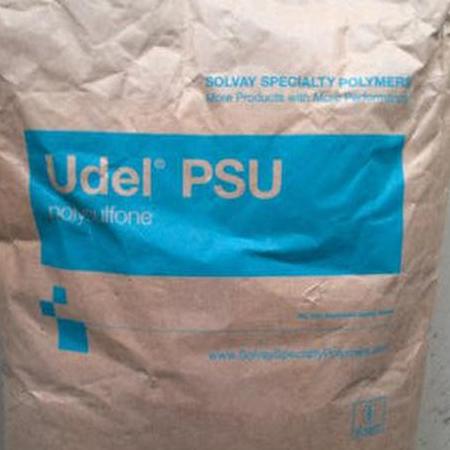 SOLVAY SPECIALTY POLYMERS
More Products with More Performance
Udel® PSU
polysulfone
www.SolvaySpecialtyPolymers.com